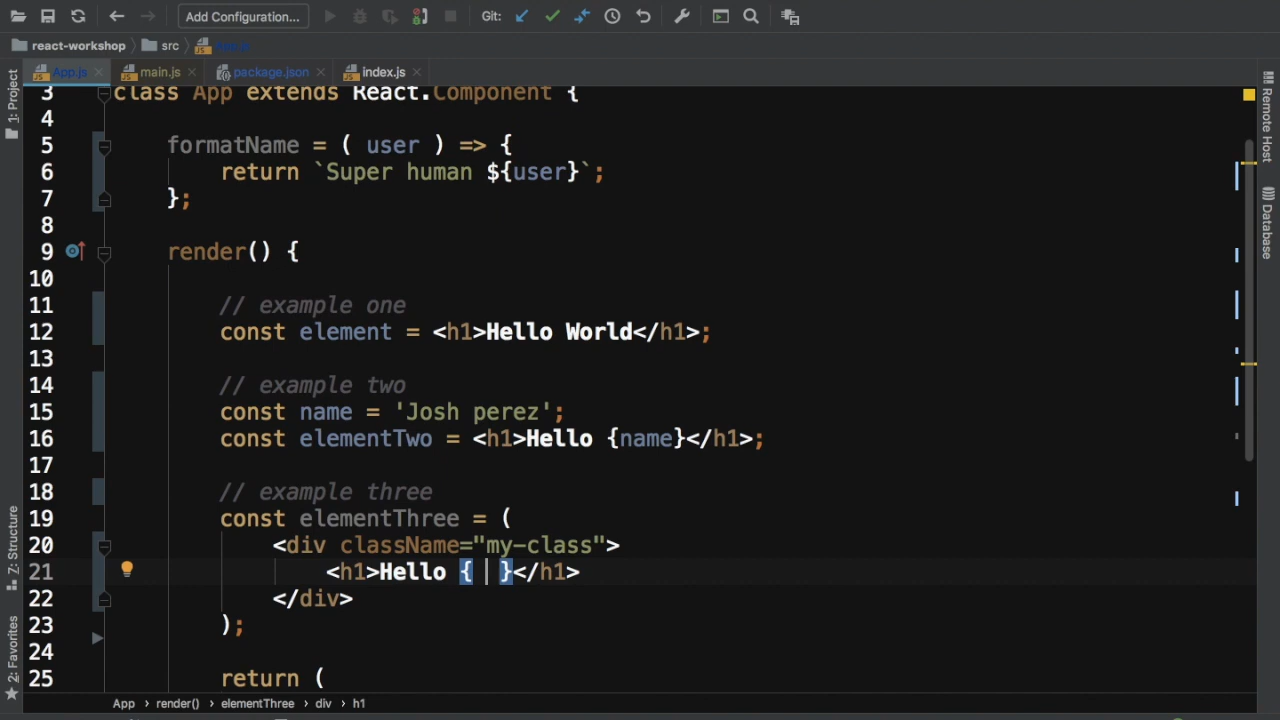 Add Configuration...
Git:
react-workshop
src
App.js
App.js
main.js
package.json
index.js
1: Project
Z: Structure
2: Favorites
Remote Host
Database
3 class App extends React.Component {
4
5 formatName = ( user ) => {
6 return `Super human ${user}`;
7 };
8
9 render() {
10
11 // example one
12 const element = <h1>Hello World</h1>;
13
14 // example two
15 const name = 'Josh perez';
16 const elementTwo = <h1>Hello {name}</h1>;
17
18 // example three
19 const elementThree = (
20 <div className="my-class">
21 <h1>Hello { }</h1>
22 </div>
23 );
24
25 return (
App › render() › elementThree › div › h1